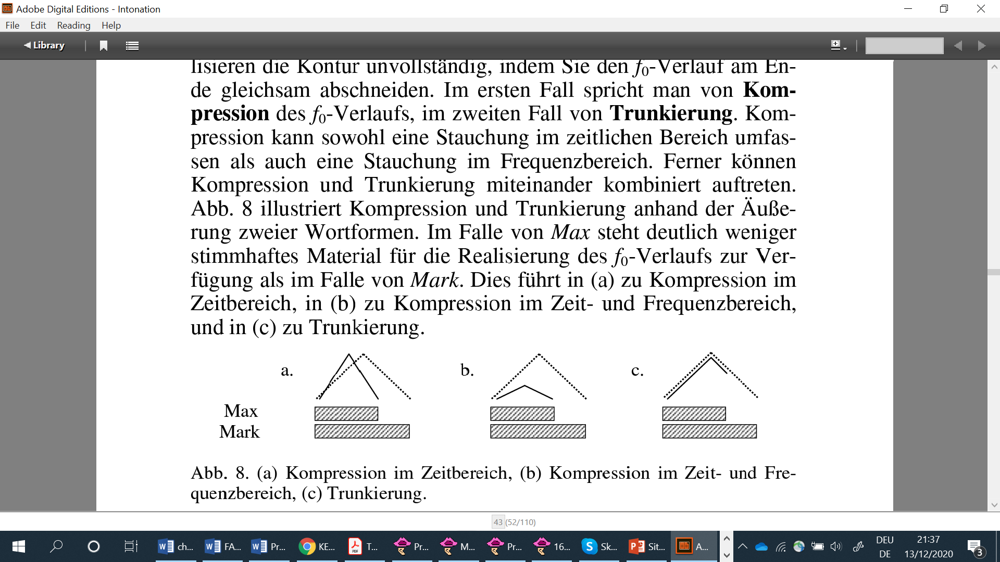 Adobe Digital Editions - Intonation
File Edit Reading Help
Library
lisieren die Kontur unvollständig, indem Sie den f0-Verlauf am En-
de gleichsam abschneiden. Im ersten Fall spricht man von Kom-
pression des f0-Verlaufs, im zweiten Fall von Trunkierung. Kom-
pression kann sowohl eine Stauchung im zeitlichen Bereich umfas-
sen als auch eine Stauchung im Frequenzbereich. Ferner können
Kompression und Trunkierung miteinander kombiniert auftreten.
Abb. 8 illustriert Kompression und Trunkierung anhand der Äuße-
rung zweier Wortformen. Im Falle von Max steht deutlich weniger
stimmhaftes Material für die Realisierung des f0-Verlaufs zur Ver-
fügung als im Falle von Mark. Dies führt in (a) zu Kompression im
Zeitbereich, in (b) zu Kompression im Zeit- und Frequenzbereich,
und in (c) zu Trunkierung.
a. b. c.
Max
Mark
Abb. 8. (a) Kompression im Zeitbereich, (b) Kompression im Zeit- und Fre-
quenzbereich, (c) Trunkierung.
43 (52/110)
ch... FA... Pr... KE... T... Pr... M... Pr... 16... Sk... Sit... A... DEU 21:37
DE 13/12/2020 3